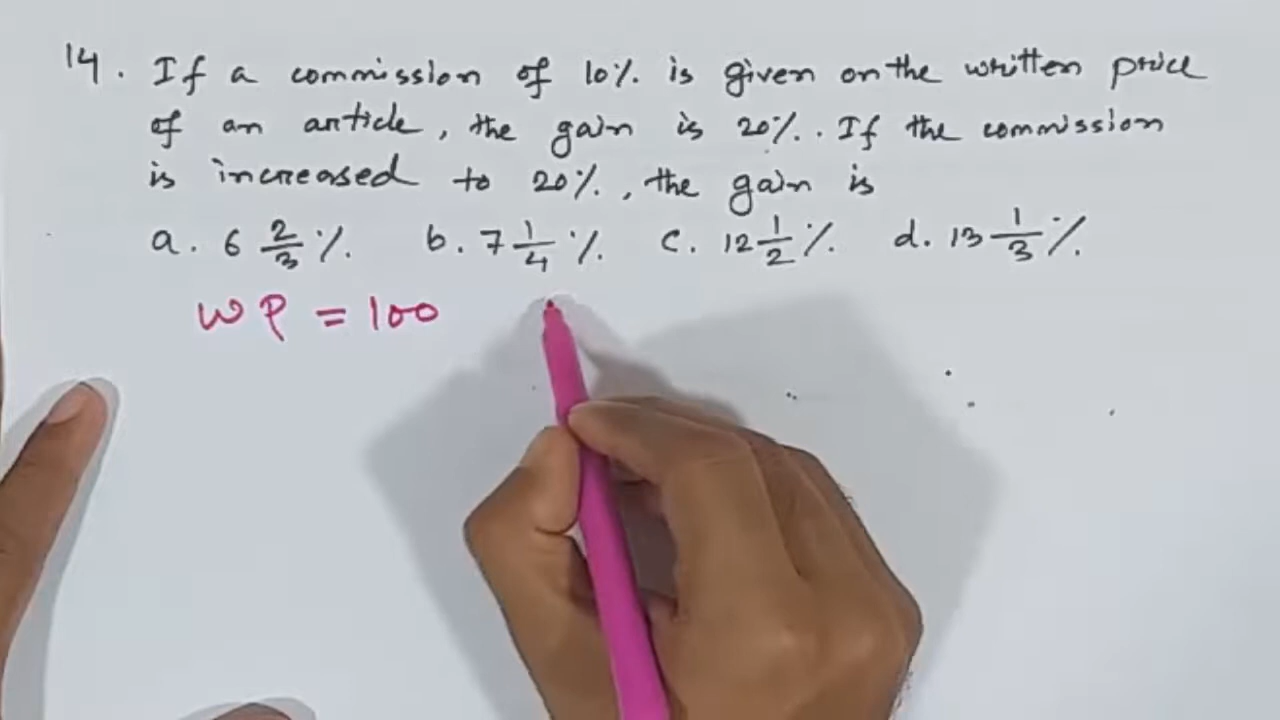 14. If a commission of 10% is given on the written price
of an article, the gain is 20%. If the commission
is increased to 20%, the gain is
a. 6 2/3 % b. 7 1/4 % c. 12 1/2 % d. 13 1/3 %
WP = 100